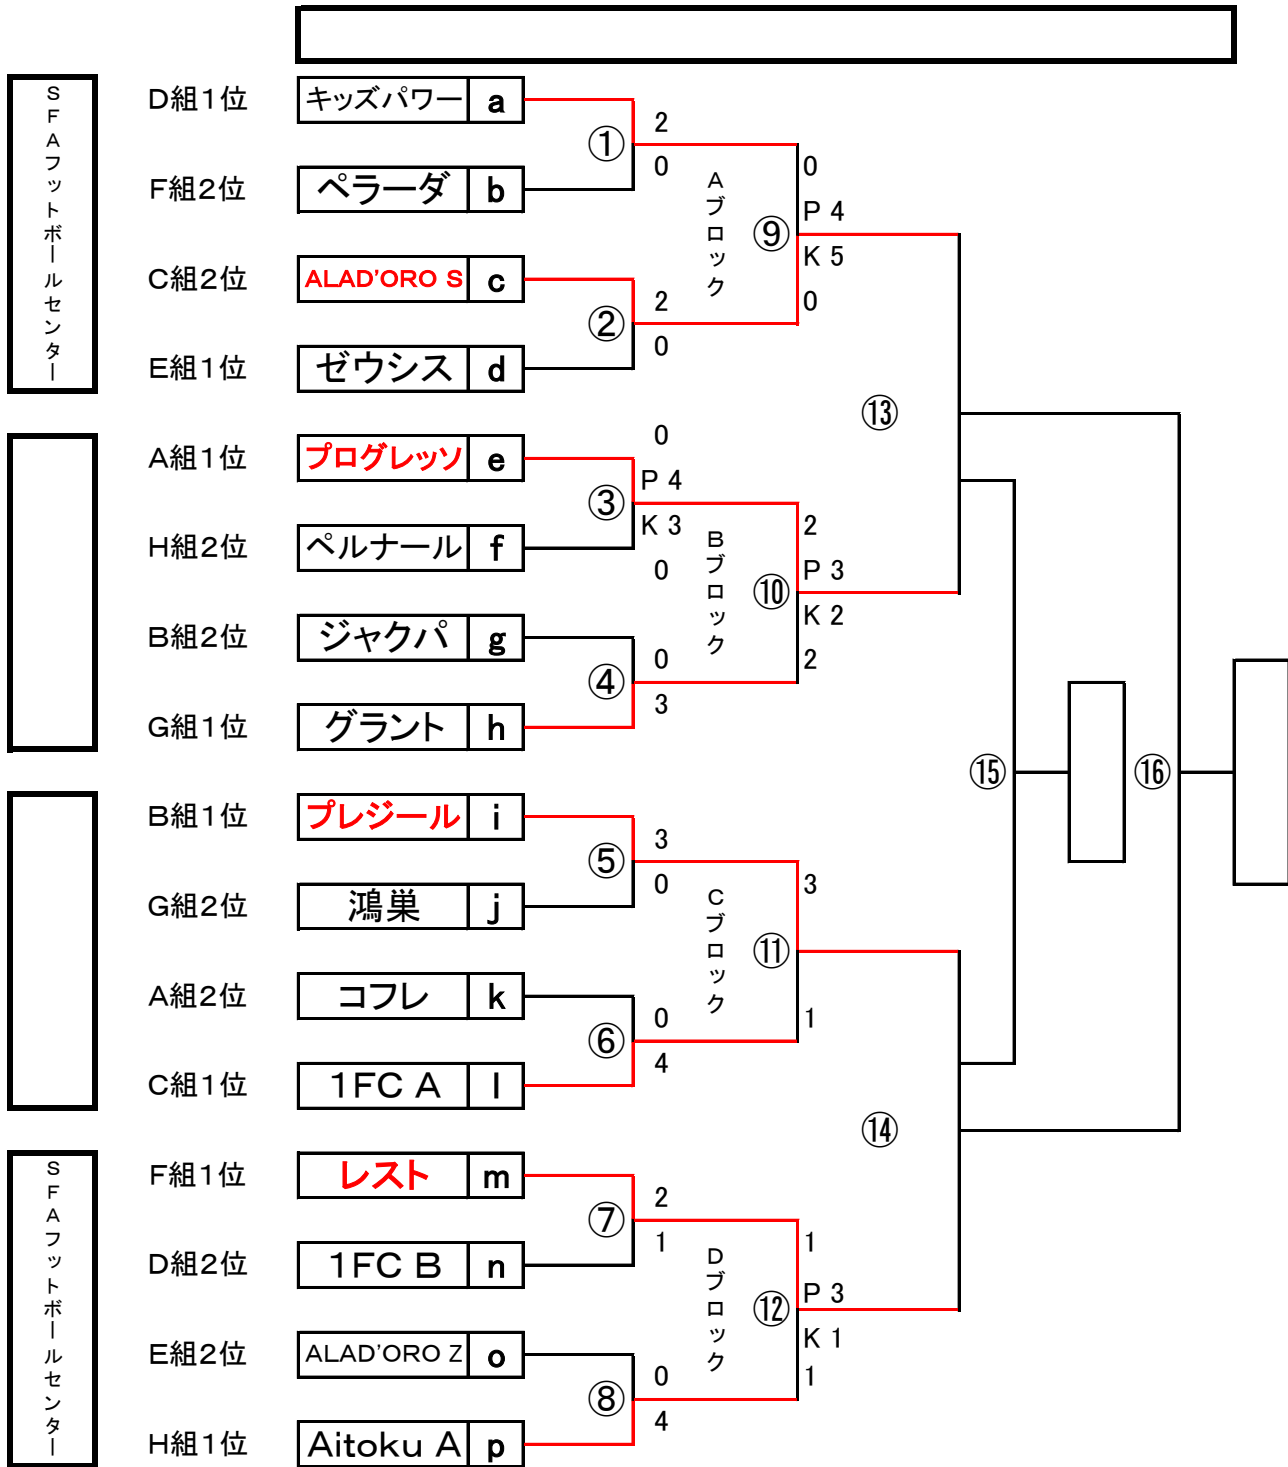 SFAフットボールセンター
D組1位 キッズパワー a
2
①
0
F組2位 ペラーダ b
Aブロック
0
P 4
⑨
K 5
0
C組2位 ALAD'ORO S c
2
②
0
E組1位 ゼウシス d
⑬
A組1位 プログレッソ e
0
P 4
③
K 3
0
H組2位 ペルナール f
Bブロック
2
P 3
⑩
K 2
2
B組2位 ジャクパ g
0
④
3
G組1位 グラント h
⑮
⑯
B組1位 プレジール i
3
⑤
0
G組2位 鴻巣 j
Cブロック
3
⑪
1
A組2位 コフレ k
0
⑥
4
C組1位 1FC A l
⑭
SFAフットボールセンター
F組1位 レスト m
2
⑦
1
D組2位 1FC B n
Dブロック
1
P 3
⑫
K 1
1
E組2位 ALAD'ORO Z o
0
⑧
4
H組1位 Aitoku A p